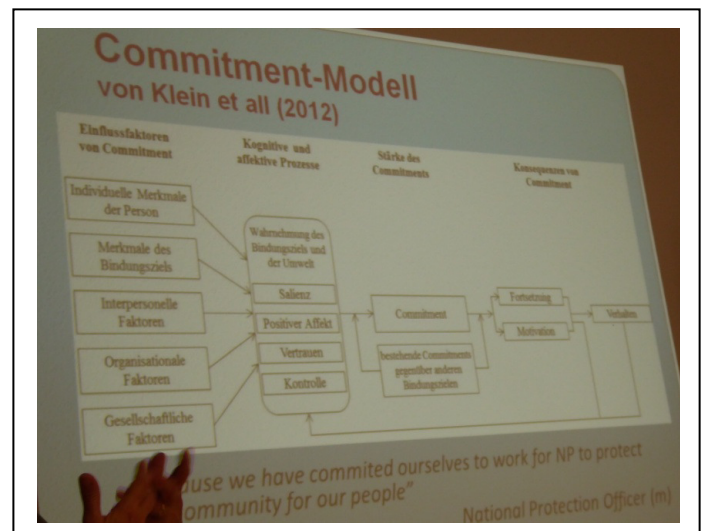 Commitment-Modell
von Klein et all (2012)
Einflussfaktoren
von Commitment
Kognitive und
affektive Prozesse
Stärke des
Commitments
Konsequenzen von
Commitment
Individuelle Merkmale
der Person
Merkmale des
Bindungsziels
Interpersonelle
Faktoren
Organisationale
Faktoren
Gesellschaftliche
Faktoren
Wahrnehmung des
Bindungsziels und
der Umwelt
Salienz
Positiver Affekt
Vertrauen
Kontrolle
Commitment
bestehende Commitments
gegenüber anderen
Bindungszielen
Fortsetzung
Motivation
Verhalten
we have commited ourselves to work for NP to protect
for our people"
National Protection Officer (m)